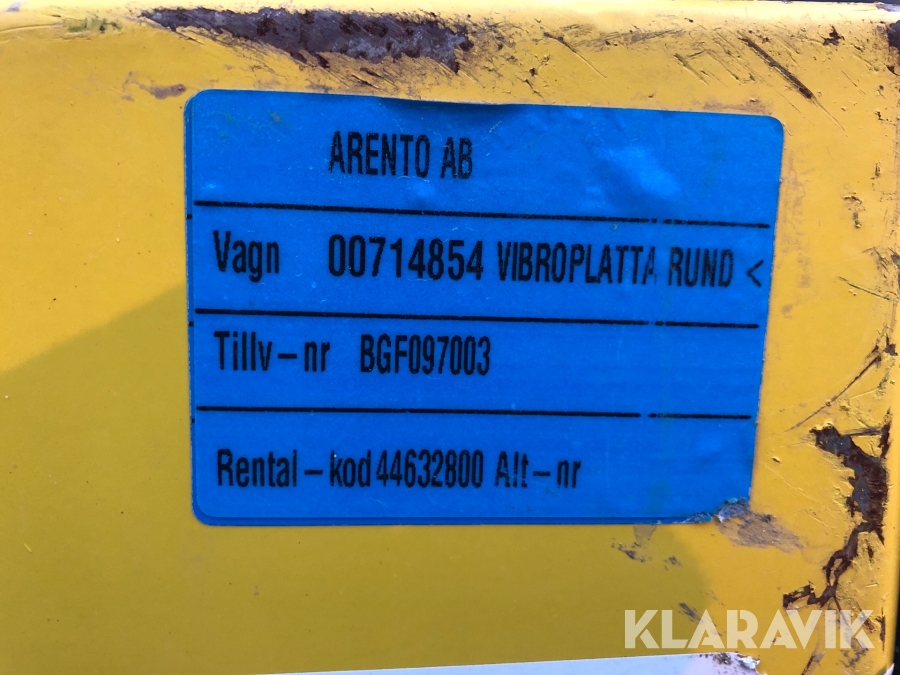 ARENTO AB
Vagn 00714854 VIBROPLATTA RUND <
Tillv-nr BGF097003
Rental-kod 44632800 Alt-nr
KLARAVIK